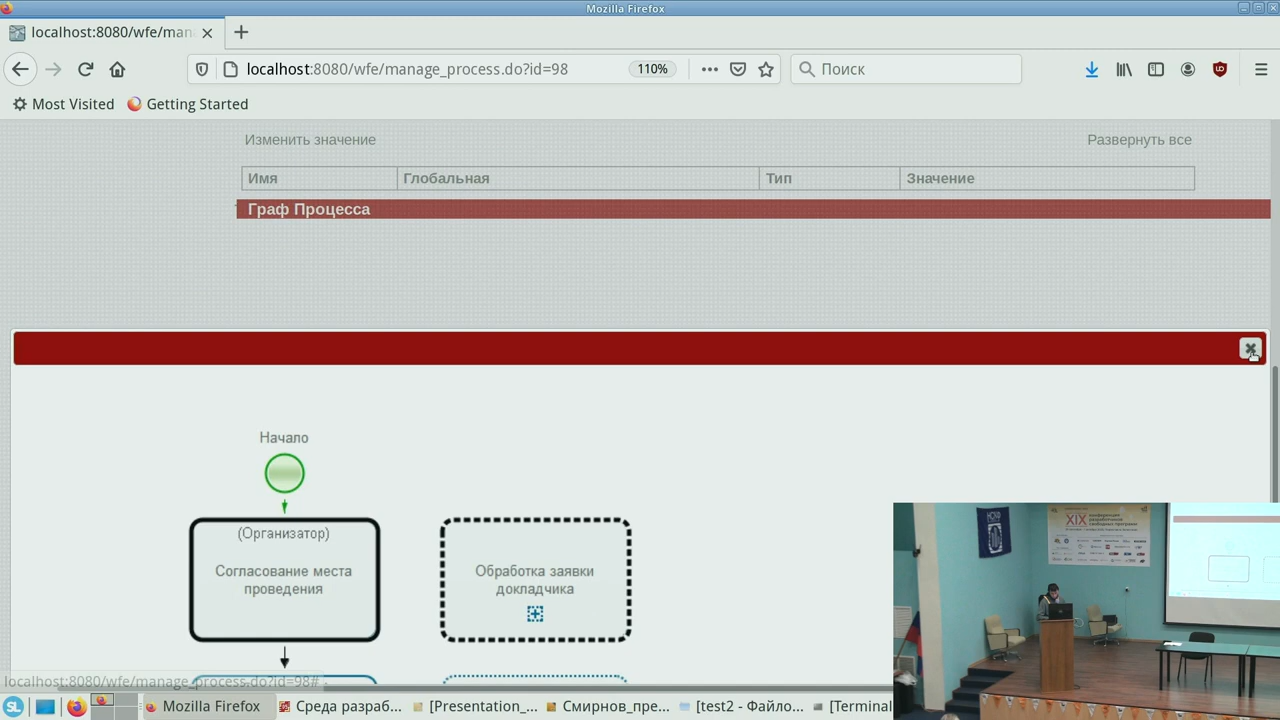 Mozilla Firefox
localhost:8080/wfe/man
localhost:8080/wfe/manage_process.do?id=98
110%
Поиск
Most Visited
Getting Started
Изменить значение
Развернуть все
Имя
Глобальная
Тип
Значение
Граф Процесса
Начало
(Организатор)
Согласование места
проведения
Обработка заявки
докладчика
localhost:8080/wfe/manage_process.do?id=98#
Mozilla Firefox
Среда разраб...
[Presentation_...
Смирнов_пре...
[test2 - Файло...
[Terminal
XIX